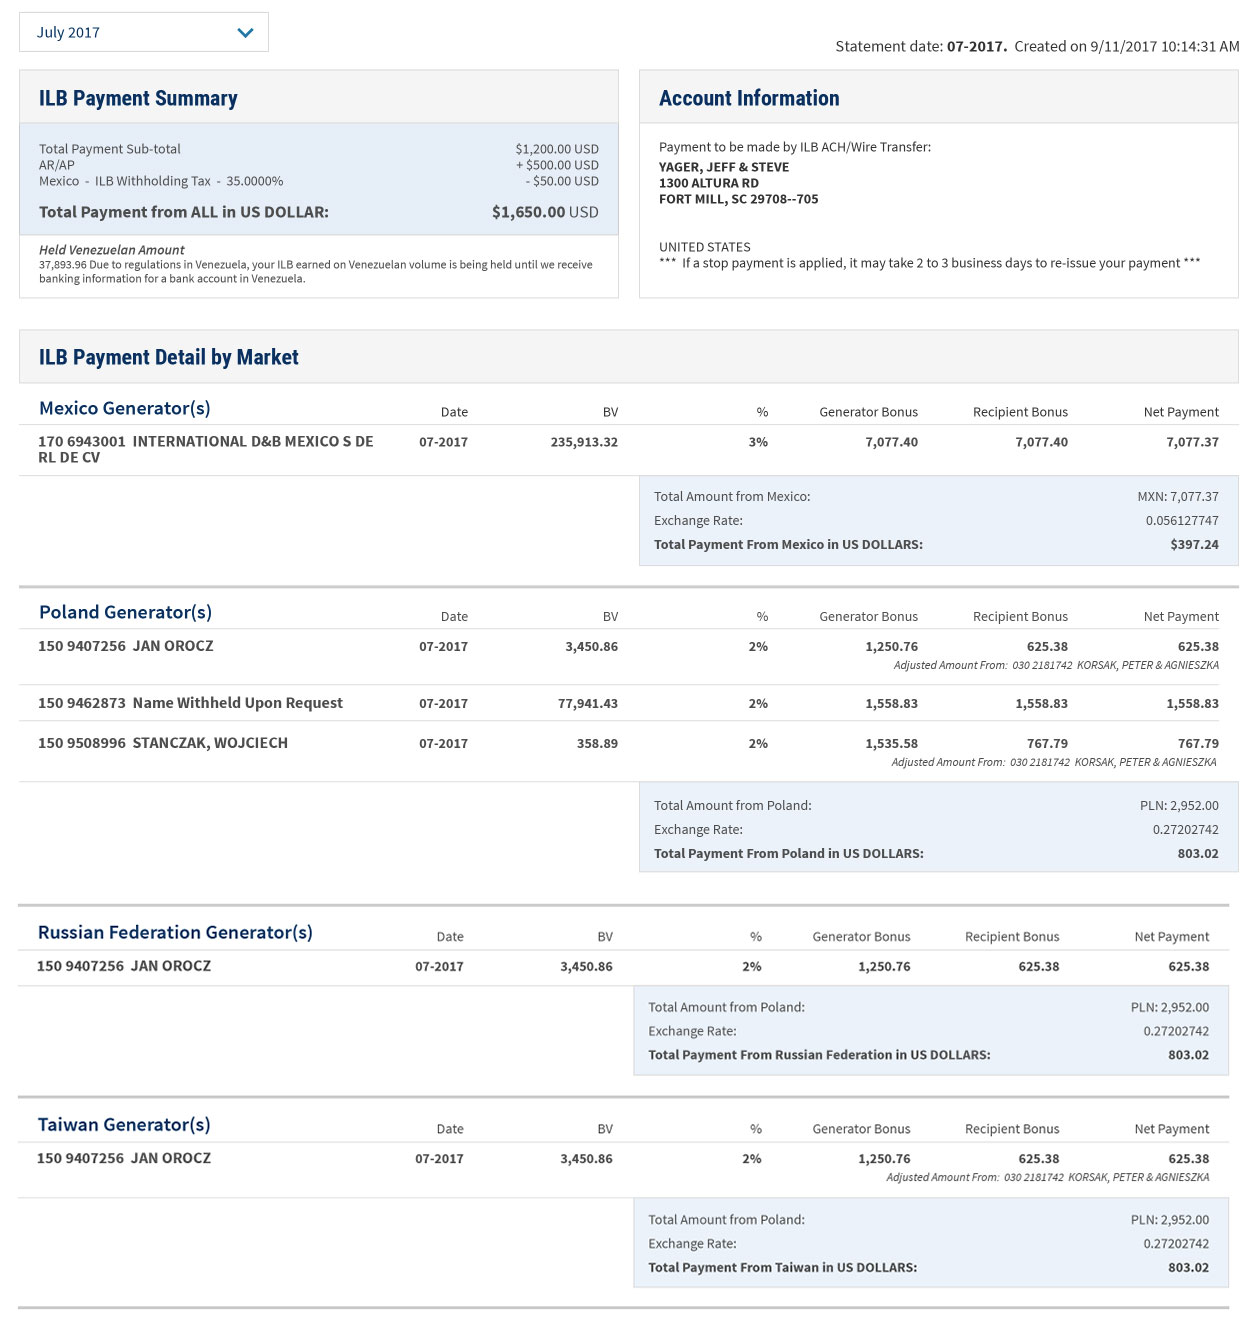 July 2017
Statement date: 07-2017. Created on 9/11/2017 10:14:31 AM
ILB Payment Summary
Total Payment Sub-total $1,200.00 USD
AR/AP + $500.00 USD
Mexico - ILB Withholding Tax - 35.0000% - $50.00 USD
Total Payment from ALL in US DOLLAR: $1,650.00 USD
Held Venezuelan Amount
37,893.96 Due to regulations in Venezuela, your ILB earned on Venezuelan volume is being held until we receive
banking information for a bank account in Venezuela.
Account Information
Payment to be made by ILB ACH/Wire Transfer:
YAGER, JEFF & STEVE
1300 ALTURA RD
FORT MILL, SC 29708--705
UNITED STATES
*** If a stop payment is applied, it may take 2 to 3 business days to re-issue your payment ***
ILB Payment Detail by Market
Mexico Generator(s) Date BV % Generator Bonus Recipient Bonus Net Payment
170 6943001 INTERNATIONAL D&B MEXICO S DE 07-2017 235,913.32 3% 7,077.40 7,077.40 7,077.37
RL DE CV
Total Amount from Mexico: MXN: 7,077.37
Exchange Rate: 0.056127747
Total Payment From Mexico in US DOLLARS: $397.24
Poland Generator(s) Date BV % Generator Bonus Recipient Bonus Net Payment
150 9407256 JAN OROCZ 07-2017 3,450.86 2% 1,250.76 625.38 625.38
Adjusted Amount From: 030 2181742 KORSAK, PETER & AGNIESZKA
150 9462873 Name Withheld Upon Request 07-2017 77,941.43 2% 1,558.83 1,558.83 1,558.83
150 9508996 STANCZAK, WOJCIECH 07-2017 358.89 2% 1,535.58 767.79 767.79
Adjusted Amount From: 030 2181742 KORSAK, PETER & AGNIESZKA
Total Amount from Poland: PLN: 2,952.00
Exchange Rate: 0.27202742
Total Payment From Poland in US DOLLARS: 803.02
Russian Federation Generator(s) Date BV % Generator Bonus Recipient Bonus Net Payment
150 9407256 JAN OROCZ 07-2017 3,450.86 2% 1,250.76 625.38 625.38
Total Amount from Poland: PLN: 2,952.00
Exchange Rate: 0.27202742
Total Payment From Russian Federation in US DOLLARS: 803.02
Taiwan Generator(s) Date BV % Generator Bonus Recipient Bonus Net Payment
150 9407256 JAN OROCZ 07-2017 3,450.86 2% 1,250.76 625.38 625.38
Adjusted Amount From: 030 2181742 KORSAK, PETER & AGNIESZKA
Total Amount from Poland: PLN: 2,952.00
Exchange Rate: 0.27202742
Total Payment From Taiwan in US DOLLARS: 803.02